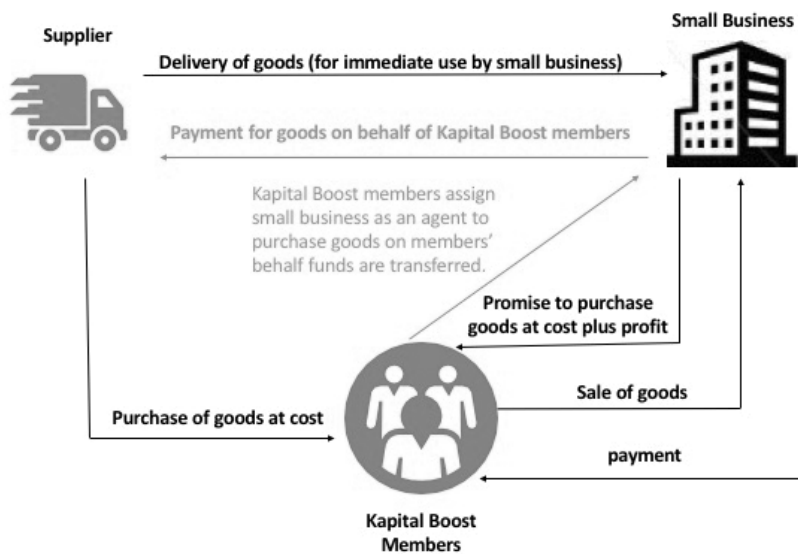 Small Business
Supplier
Delivery of goods (for immediate use by small business)
Payment for goods on behalf of Kapital Boost members
Kapital Boost members assign
small business as an agent to
purchase goods on members’
behalf funds are transferred.
Promise to purchase
goods at cost plus profit
Sale of goods
Purchase of goods at cost
payment
Kapital Boost
Members